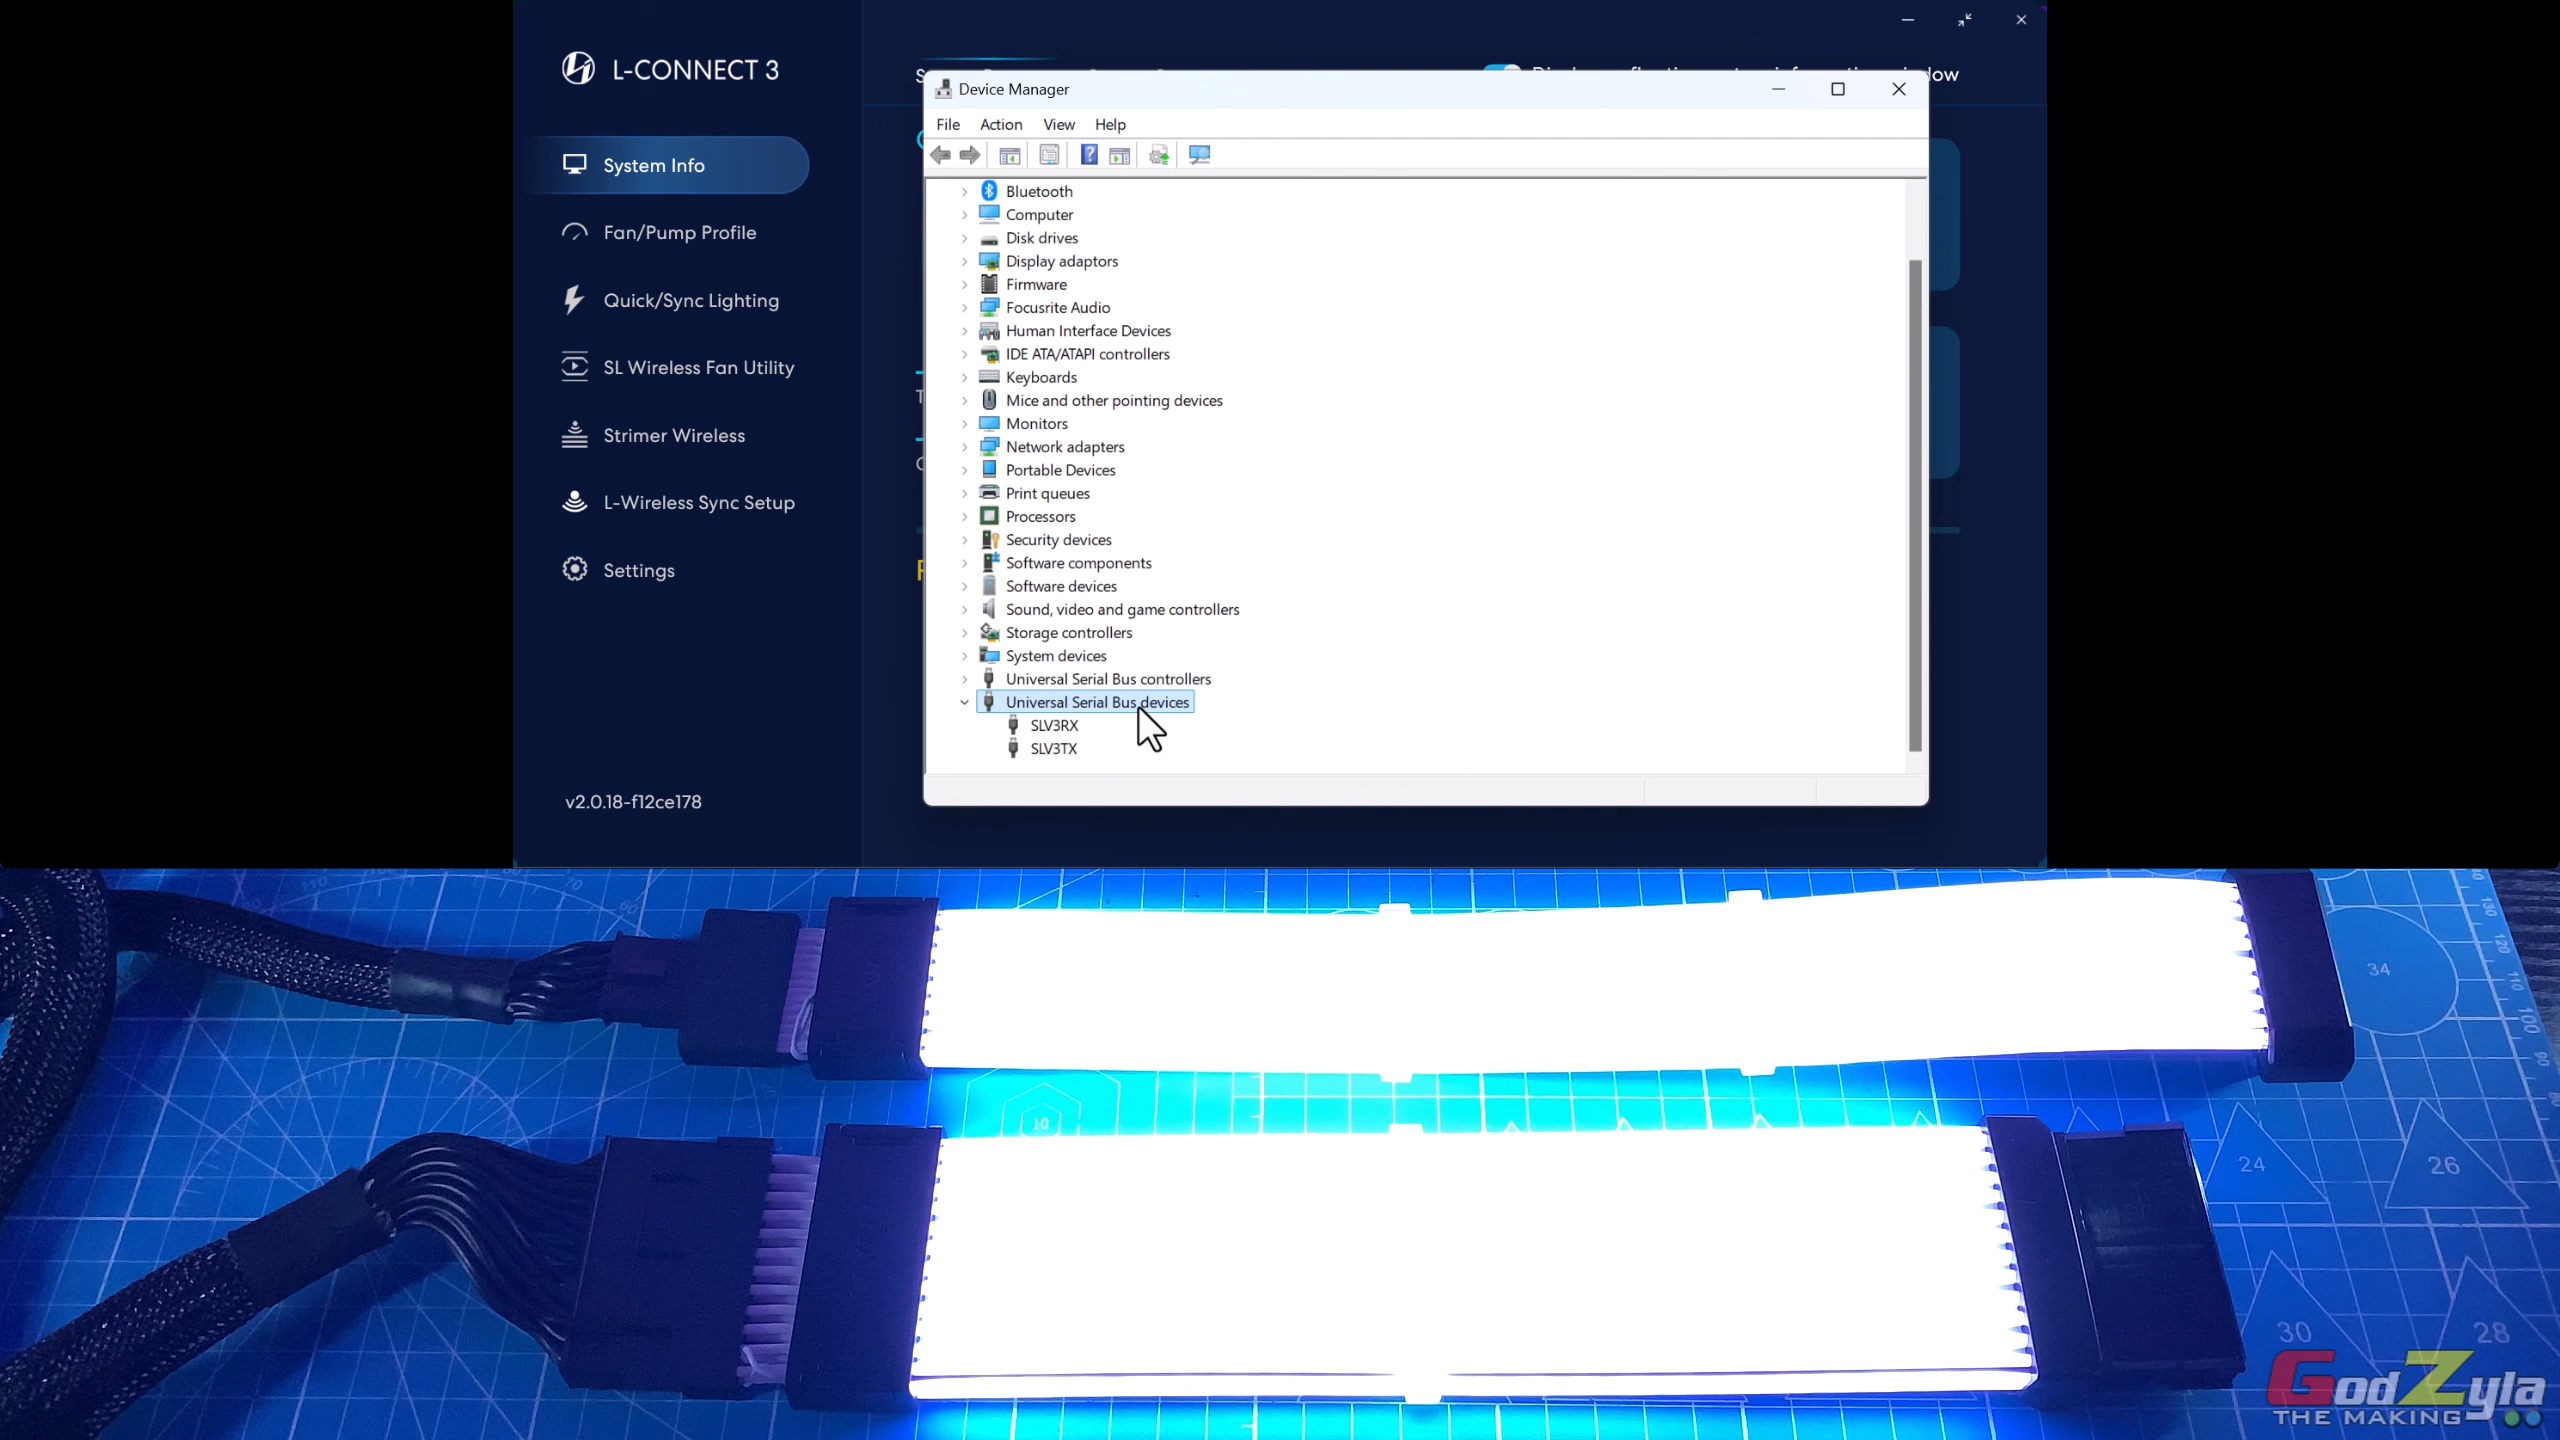 L-CONNECT 3
System Info
Fan/Pump Profile
Quick/Sync Lighting
SL Wireless Fan Utility
Strimer Wireless
L-Wireless Sync Setup
Settings
v2.0.18-f12ce178
Device Manager
File Action View Help
Bluetooth
Computer
Disk drives
Display adaptors
Firmware
Focusrite Audio
Human Interface Devices
IDE ATA/ATAPI controllers
Keyboards
Mice and other pointing devices
Monitors
Network adapters
Portable Devices
Print queues
Processors
Security devices
Software components
Software devices
Sound, video and game controllers
Storage controllers
System devices
Universal Serial Bus controllers
Universal Serial Bus devices
SLV3RX
SLV3TX
10
34
24
26
30
28
130
120
110
100
GodZyla
THE MAKING